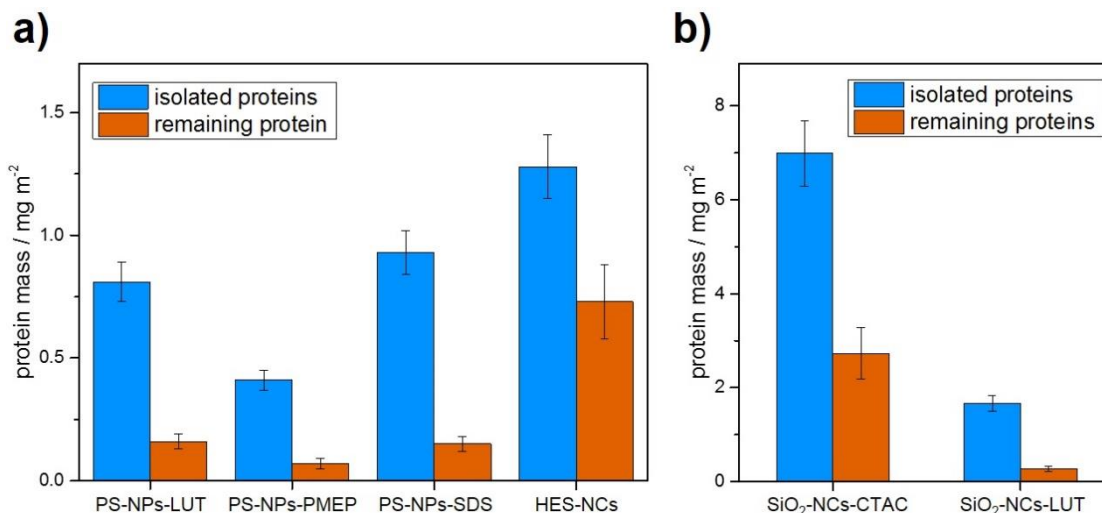 a)
isolated proteins
remaining protein
protein mass / mg m⁻²
1.5
1.0
0.5
0.0
PS-NPs-LUT PS-NPs-PMEP PS-NPs-SDS HES-NCs
b)
isolated proteins
remaining proteins
protein mass / mg m⁻²
8
6
4
2
0
SiO₂-NCs-CTAC SiO₂-NCs-LUT